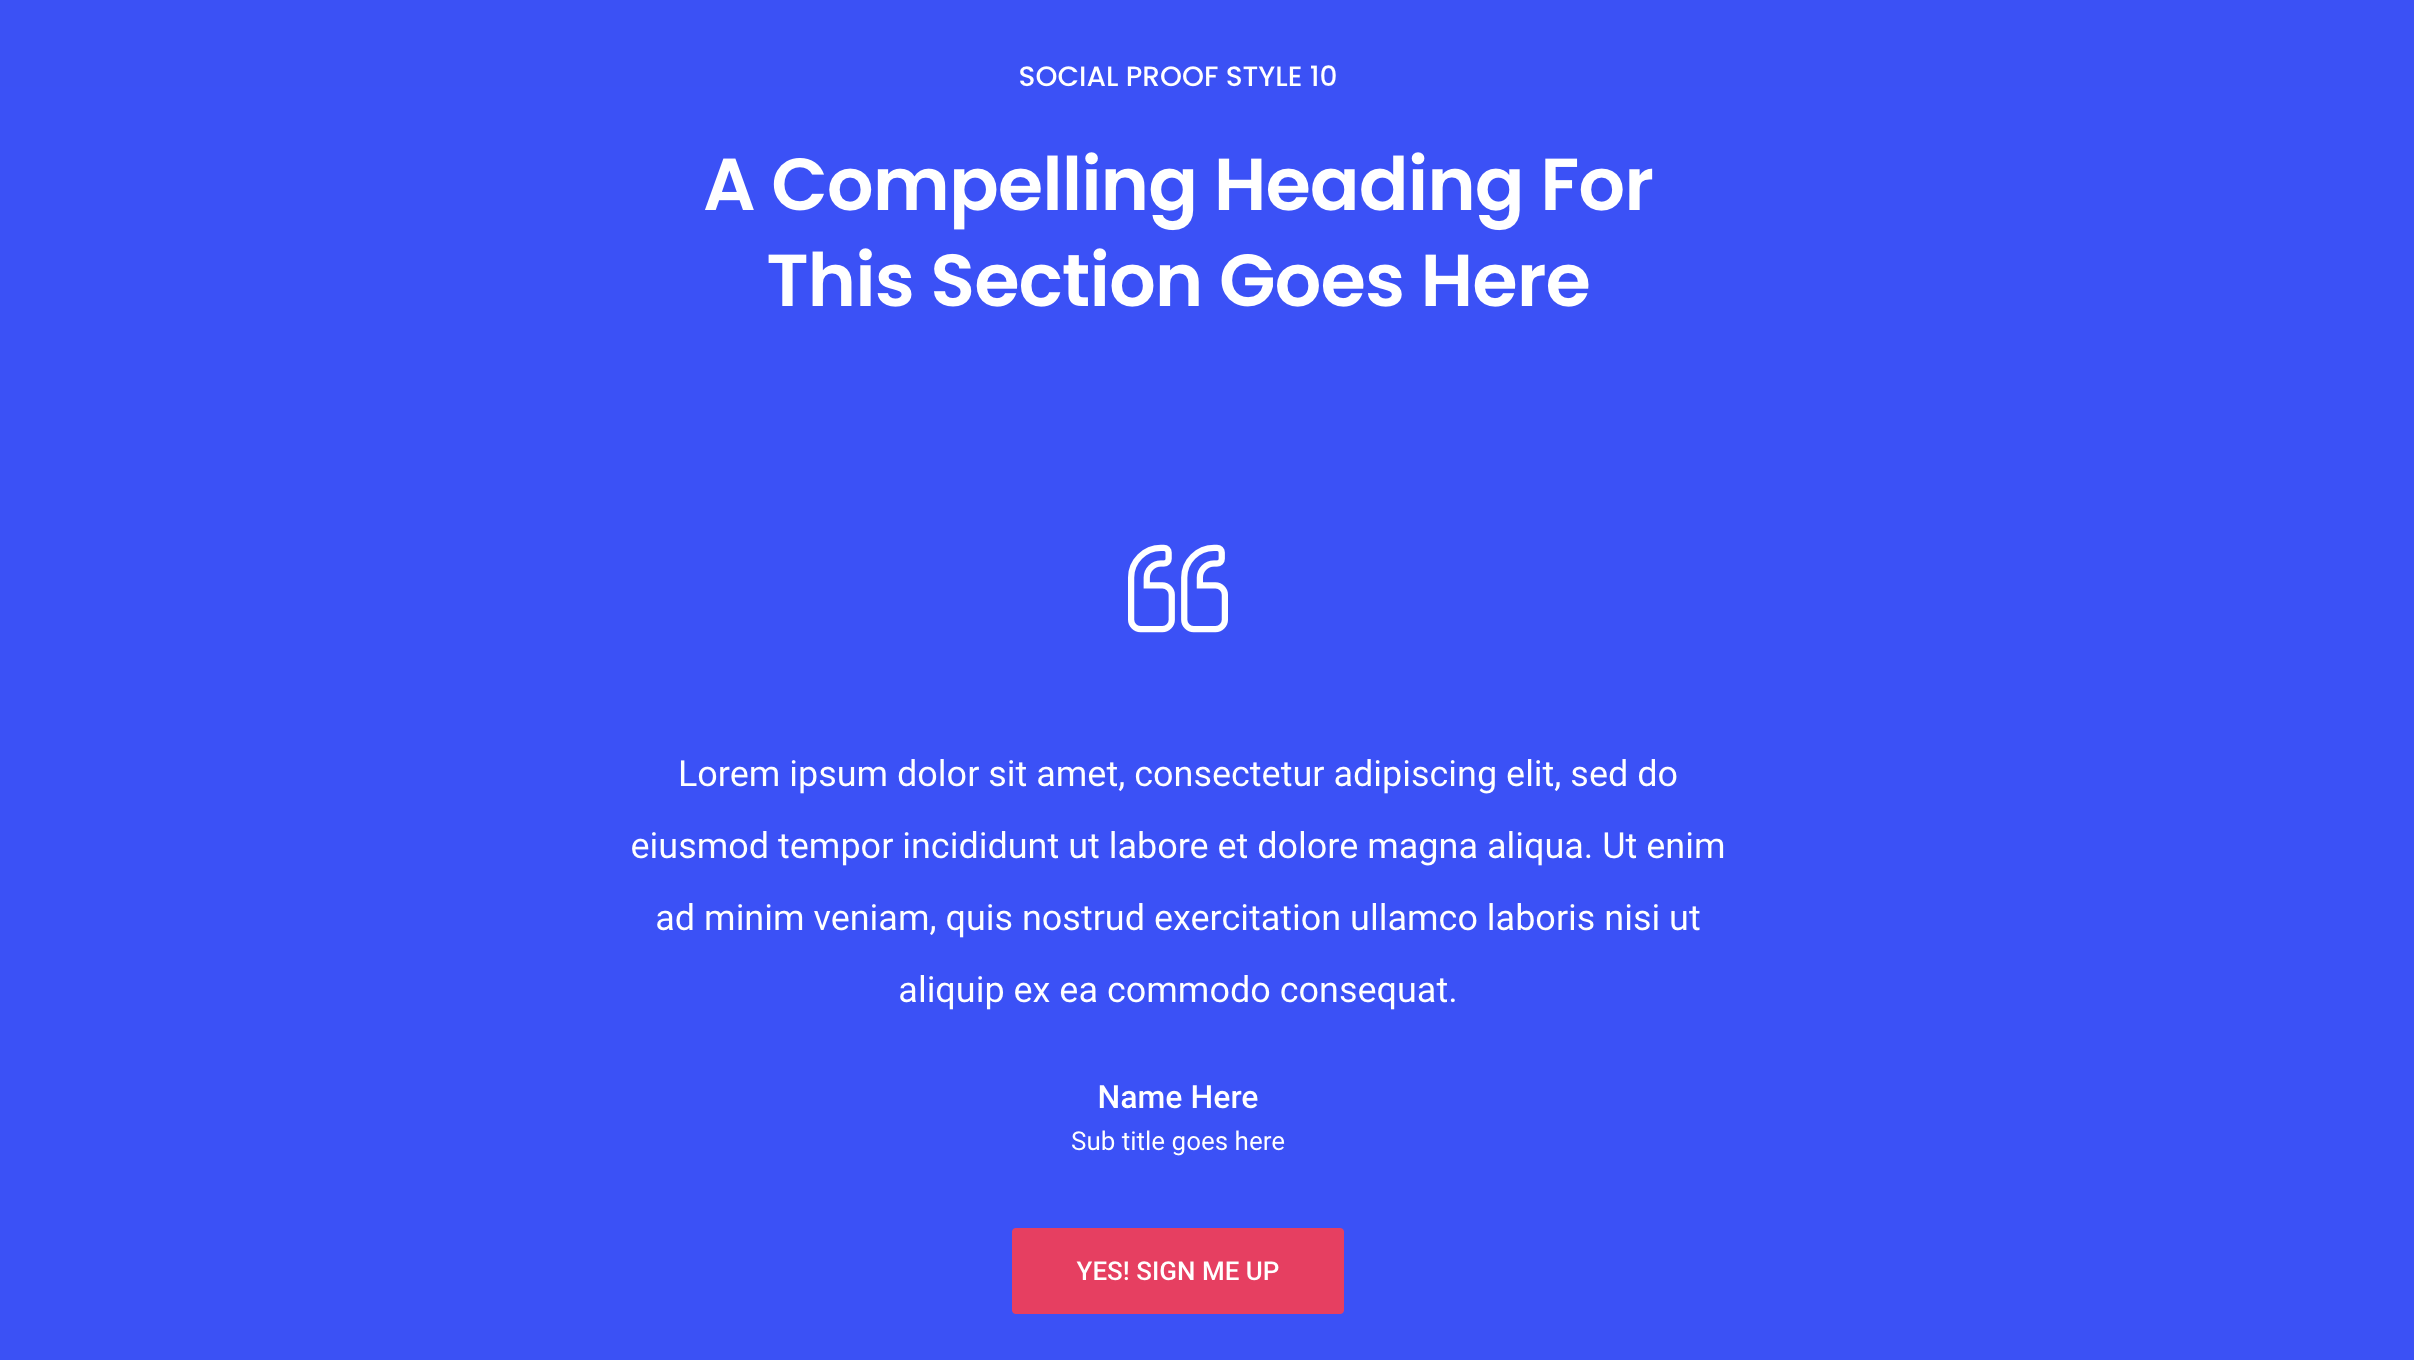 SOCIAL PROOF STYLE 10
A Compelling Heading For
This Section Goes Here
Lorem ipsum dolor sit amet, consectetur adipiscing elit, sed do
eiusmod tempor incididunt ut labore et dolore magna aliqua. Ut enim
ad minim veniam, quis nostrud exercitation ullamco laboris nisi ut
aliquip ex ea commodo consequat.
Name Here
Sub title goes here
YES! SIGN ME UP